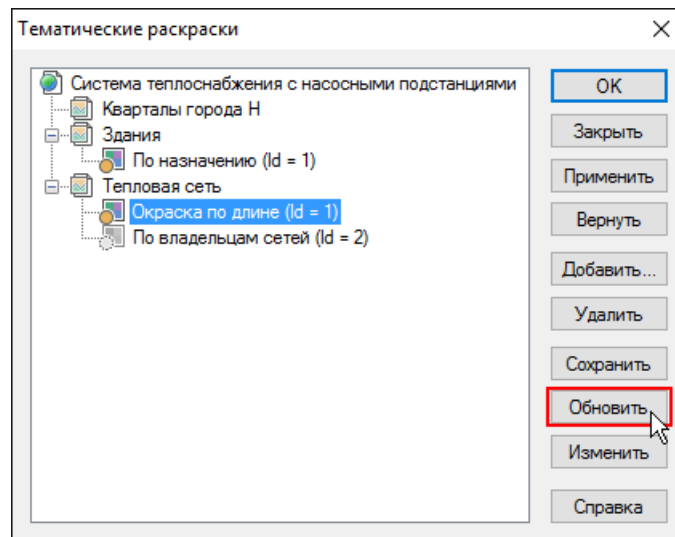 Тематические раскраски
Система теплоснабжения с насосными подстанциями
Кварталы города Н
Здания
По назначению (Id = 1)
Тепловая сеть
Окраска по длине (Id = 1)
По владельцам сетей (Id = 2)
OK
Закрыть
Применить
Вернуть
Добавить...
Удалить
Сохранить
Обновить
Изменить
Справка